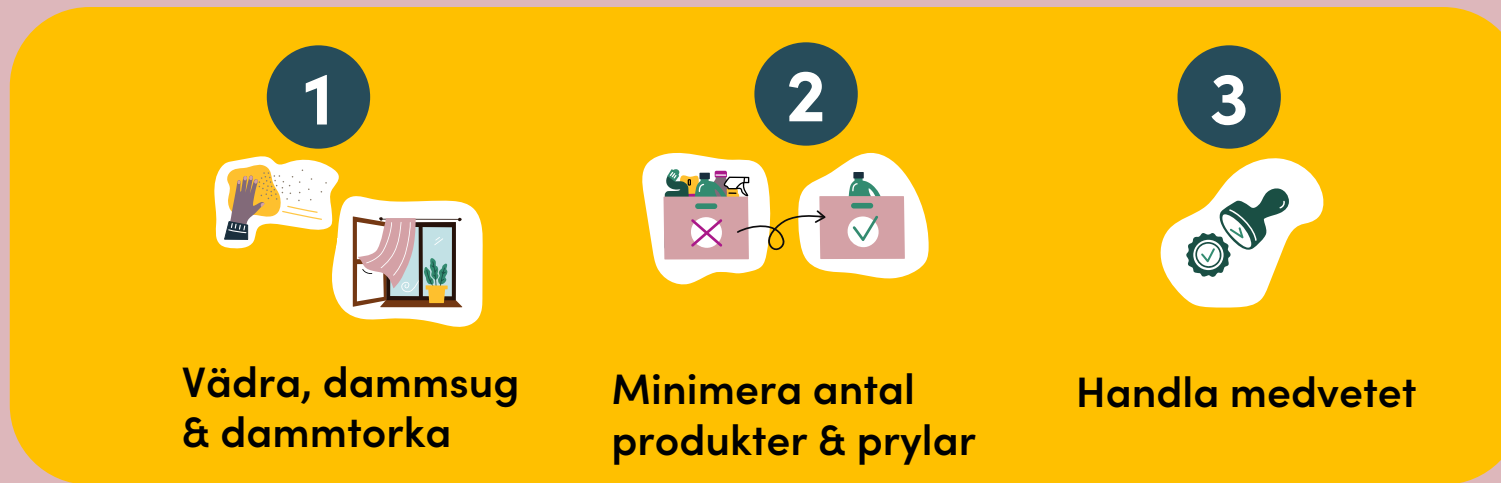 1
Vädra, dammsug
& dammtorka
2
Minimera antal
produkter & prylar
3
Handla medvetet